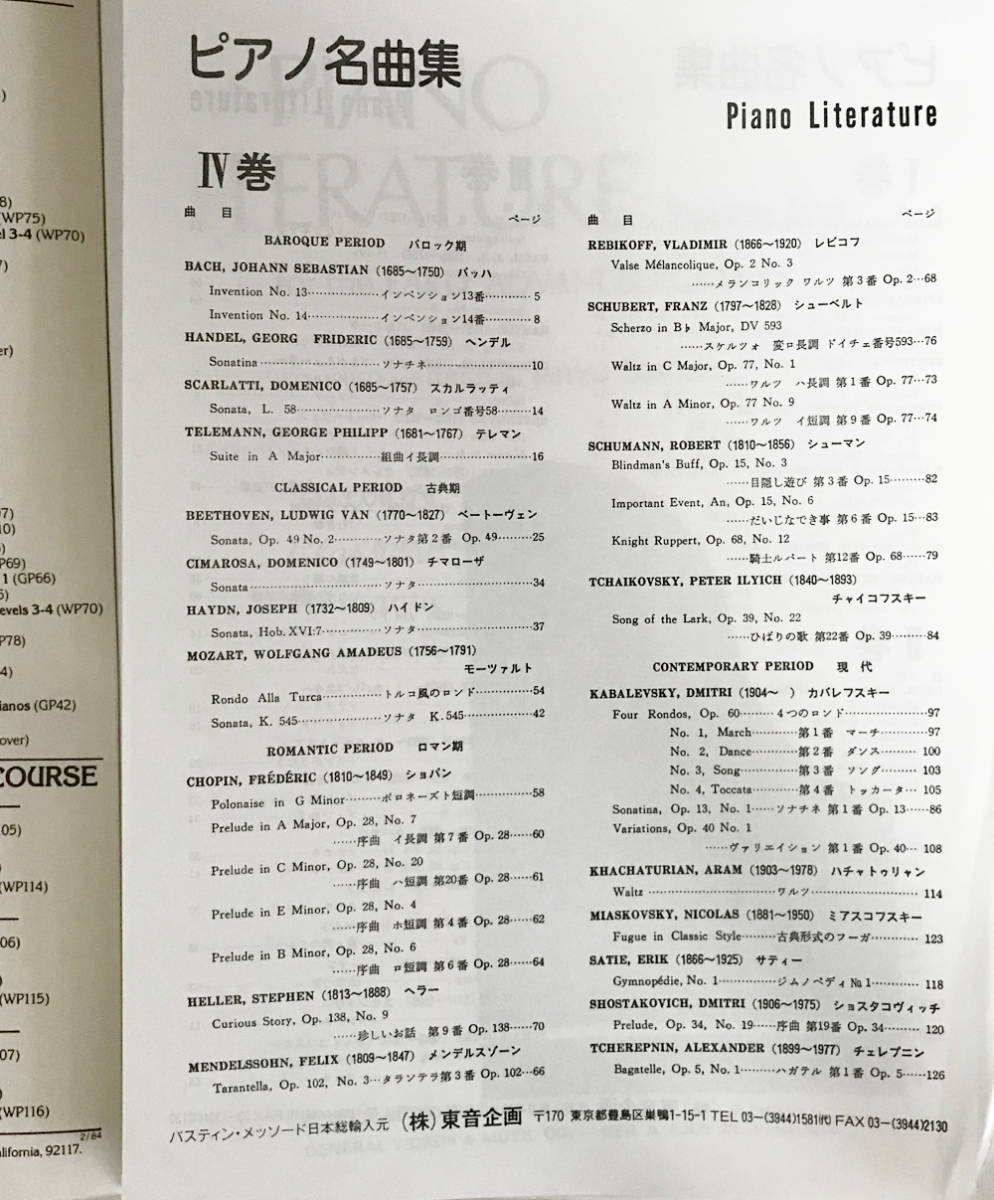 ピアノ名曲集
Piano Literature
Ⅳ巻
曲 目 ページ
BAROQUE PERIOD バロック期
BACH, JOHANN SEBASTIAN (1685〜1750) バッハ
Invention No. 13………………インベンション13番…………5
Invention No. 14………………インベンション14番…………8
HANDEL, GEORG FRIDERIC (1685〜1759) ヘンデル
Sonatina……………………………ソナチネ……………………10
SCARLATTI, DOMENICO (1685〜1757) スカルラッティ
Sonata, L. 58…………………ソナタ ロンゴ番号58………14
TELEMANN, GEORGE PHILIPP (1681〜1767) テレマン
Suite in A Major……………組曲イ長調……………………16
CLASSICAL PERIOD 古典期
BEETHOVEN, LUDWIG VAN (1770〜1827) ベートーヴェン
Sonata, Op. 49 No. 2…………ソナタ第2番 Op. 49………25
CIMAROSA, DOMENICO (1749〜1801) チマローザ
Sonata………………………………ソナタ…………………………34
HAYDN, JOSEPH (1732〜1809) ハイドン
Sonata, Hob. XVI:7……………ソナタ…………………………37
MOZART, WOLFGANG AMADEUS (1756〜1791)
モーツァルト
Rondo Alla Turca……………トルコ風のロンド……………54
Sonata, K. 545…………………ソナタ K.545………………42
ROMANTIC PERIOD ロマン期
CHOPIN, FRÉDÉRIC (1810〜1849) ショパン
Polonaise in G Minor………ポロネーズト短調……………58
Prelude in A Major, Op. 28, No. 7
……序曲 イ長調 第7番 Op. 28……60
Prelude in C Minor, Op. 28, No. 20
……序曲 ハ短調 第20番 Op. 28……61
Prelude in E Minor, Op. 28, No. 4
……序曲 ホ短調 第4番 Op. 28……62
Prelude in B Minor, Op. 28, No. 6
……序曲 ロ短調 第6番 Op. 28……64
HELLER, STEPHEN (1813〜1888) ヘラー
Curious Story, Op. 138, No. 9
……珍しいお話 第9番 Op. 138……70
MENDELSSOHN, FELIX (1809〜1847) メンデルスゾーン
Tarantella, Op. 102, No. 3…タランテラ第3番 Op. 102…66
曲 目 ページ
REBIKOFF, VLADIMIR (1866〜1920) レビコフ
Valse Mélancolique, Op. 2 No. 3
……メランコリック ワルツ 第3番 Op. 2…68
SCHUBERT, FRANZ (1797〜1828) シューベルト
Scherzo in B♭ Major, DV 593
……スケルツォ 変ロ長調 ドイチェ番号593…76
Waltz in C Major, Op. 77, No. 1
……ワルツ ハ長調 第1番 Op. 77…73
Waltz in A Minor, Op. 77 No. 9
……ワルツ イ短調 第9番 Op. 77…74
SCHUMANN, ROBERT (1810〜1856) シューマン
Blindman's Buff, Op. 15, No. 3
……目隠し遊び 第3番 Op. 15………82
Important Event, An, Op. 15, No. 6
……だいじなでき事 第6番 Op. 15…83
Knight Ruppert, Op. 68, No. 12
……騎士ルパート 第12番 Op. 68……79
TCHAIKOVSKY, PETER ILYICH (1840〜1893)
チャイコフスキー
Song of the Lark, Op. 39, No. 22
……ひばりの歌 第22番 Op. 39………84
CONTEMPORARY PERIOD 現 代
KABALEVSKY, DMITRI (1904〜 ) カバレフスキー
Four Rondos, Op. 60………4つのロンド…………………97
No. 1, March…………第1番 マーチ…………97
No. 2, Dance…………第2番 ダンス……… 100
No. 3, Song……………第3番 ソング……… 103
No. 4, Toccata…………第4番 トッカータ… 105
Sonatina, Op. 13, No. 1……ソナチネ 第1番 Op. 13……86
Variations, Op. 40 No. 1
……ヴァリエイション 第1番 Op. 40… 108
KHACHATURIAN, ARAM (1903〜1978) ハチャトゥリャン
Waltz ……………………………ワルツ………………………… 114
MIASKOVSKY, NICOLAS (1881〜1950) ミアスコフスキー
Fugue in Classic Style………古典形式のフーガ………… 123
SATIE, ERIK (1866〜1925) サティー
Gymnopédie, No. 1……………ジムノペディ№1…………… 118
SHOSTAKOVICH, DMITRI (1906〜1975) ショスタコヴィッチ
Prelude, Op. 34, No. 19……序曲 第19番 Op. 34……… 120
TCHEREPNIN, ALEXANDER (1899〜1977) チェレプニン
Bagatelle, Op. 5, No. 1………ハガテル 第1番 Op. 5……126
バスティン・メッソード日本総輸入元 (株)東音企画 〒170 東京都豊島区巣鴨1-15-1 TEL 03-(3944)1581(代) FAX 03-(3944)2130
(WP75)
3-4 (WP70)
1 (GP66)
evels 3-4 (WP70)
ianos (GP42)
over)
COURSE
(WP114)
(WP115)
(WP116)
2/84
alifornia, 92117.